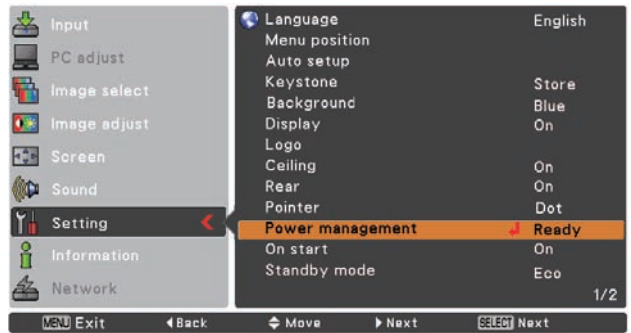 Input
PC adjust
Image select
Image adjust
Screen
Sound
Setting
Information
Network
Language English
Menu position
Auto setup
Keystone Store
Background Blue
Display On
Logo
Ceiling On
Rear On
Pointer Dot
Power management Ready
On start On
Standby mode Eco
1/2
MENU Exit Back Move Next SELECT Next